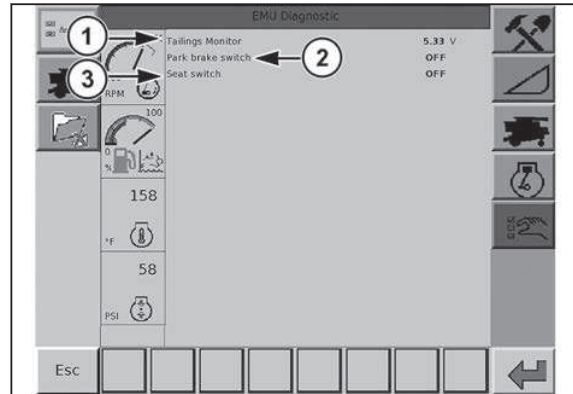 EMU Diagnostic
1
Tailings Monitor 5.33 V
Park brake switch OFF
2
3
Seat switch OFF
RPM
100
0
%
158
°F
58
PSI
Esc